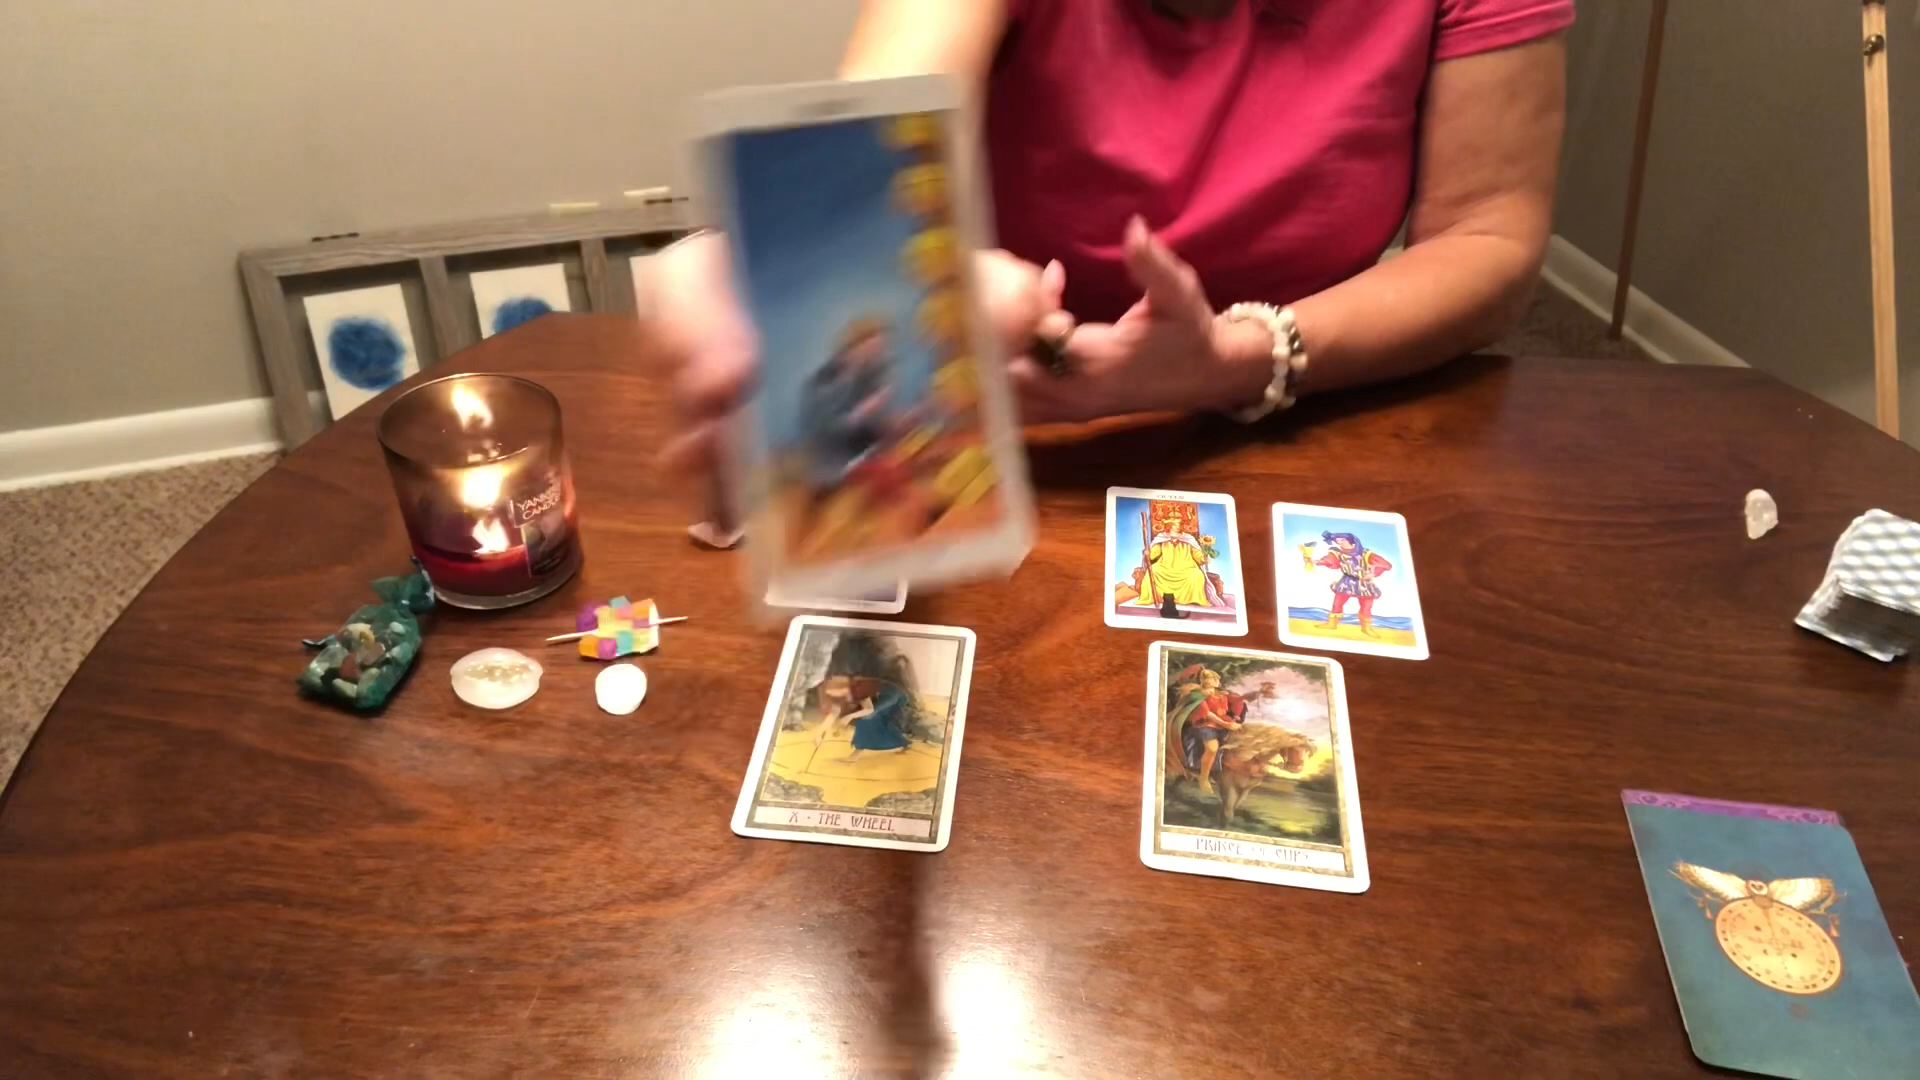 YANKEE
CANDLE
QUEEN
X • THE WHEEL
PRINCE OF CUPS